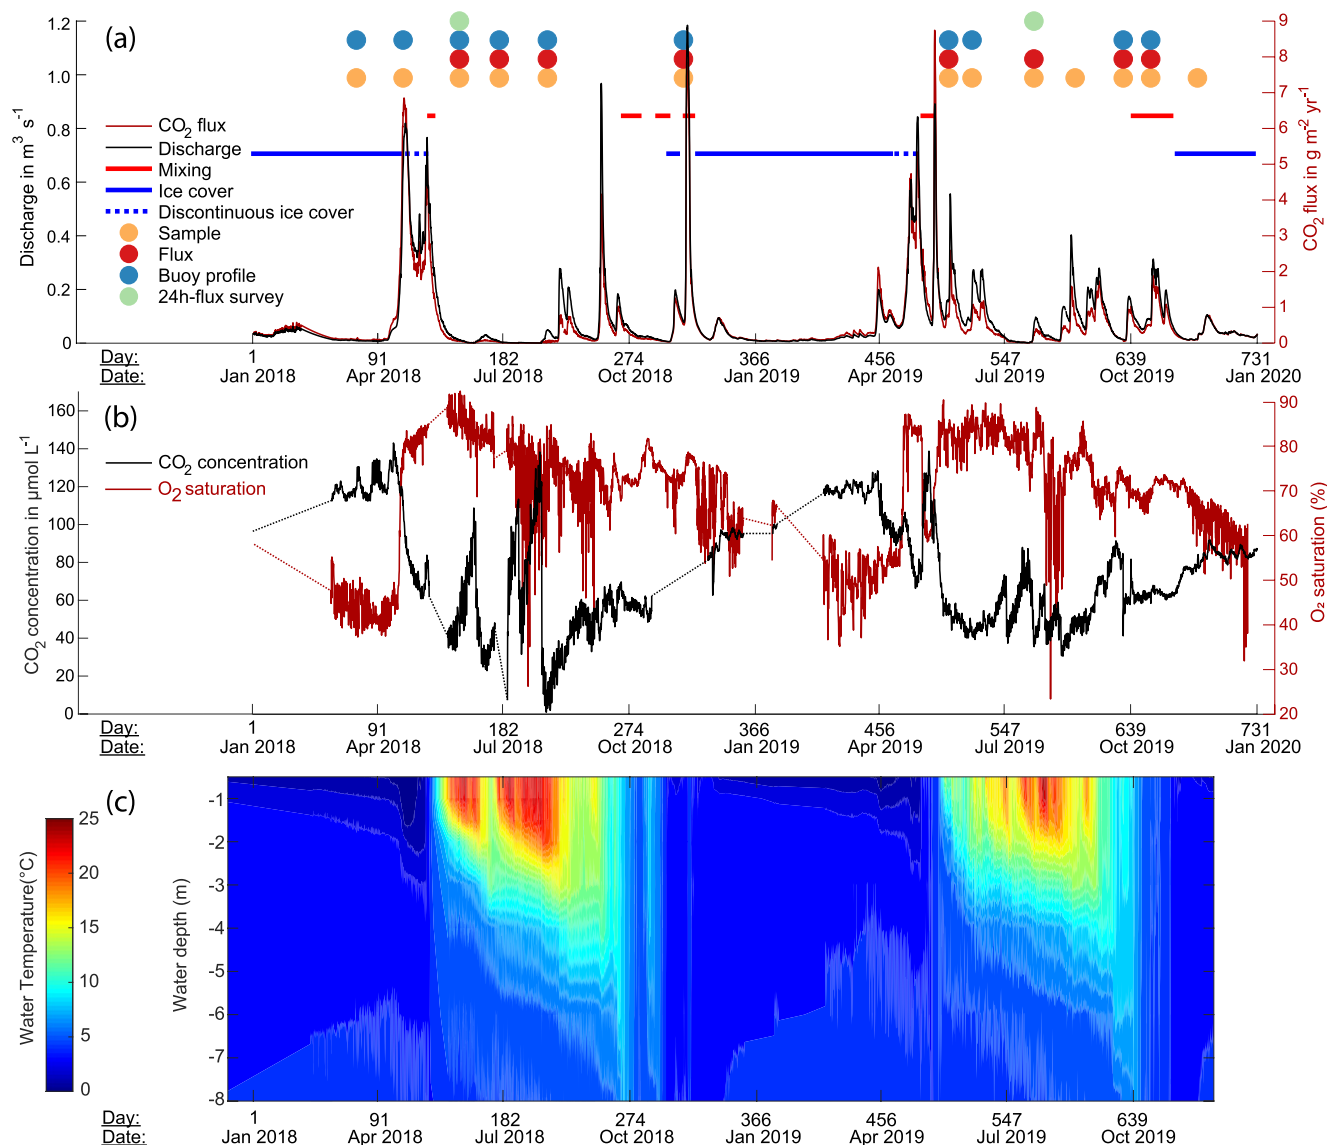 (a)
Discharge in m³ s⁻¹
1.2
1.0
0.8
0.6
0.4
0.2
0
CO₂ flux
Discharge
Mixing
Ice cover
Discontinuous ice cover
Sample
Flux
Buoy profile
24h-flux survey
9
8
7
6
5
4
3
2
1
0
CO₂ flux in g m⁻² yr⁻¹
Day: 1 91 182 274 366 456 547 639 731
Date: Jan 2018 Apr 2018 Jul 2018 Oct 2018 Jan 2019 Apr 2019 Jul 2019 Oct 2019 Jan 2020
(b)
CO₂ concentration in µmol L⁻¹
160
140
120
100
80
60
40
20
0
CO₂ concentration
O₂ saturation
90
80
70
60
50
40
30
20
O₂ saturation (%)
Day: 1 91 182 274 366 456 547 639 731
Date: Jan 2018 Apr 2018 Jul 2018 Oct 2018 Jan 2019 Apr 2019 Jul 2019 Oct 2019 Jan 2020
(c)
Water Temperature(°C)
25
20
15
10
5
0
Water depth (m)
-1
-2
-3
-4
-5
-6
-7
-8
Day: 1 91 182 274 366 456 547 639
Date: Jan 2018 Apr 2018 Jul 2018 Oct 2018 Jan 2019 Apr 2019 Jul 2019 Oct 2019